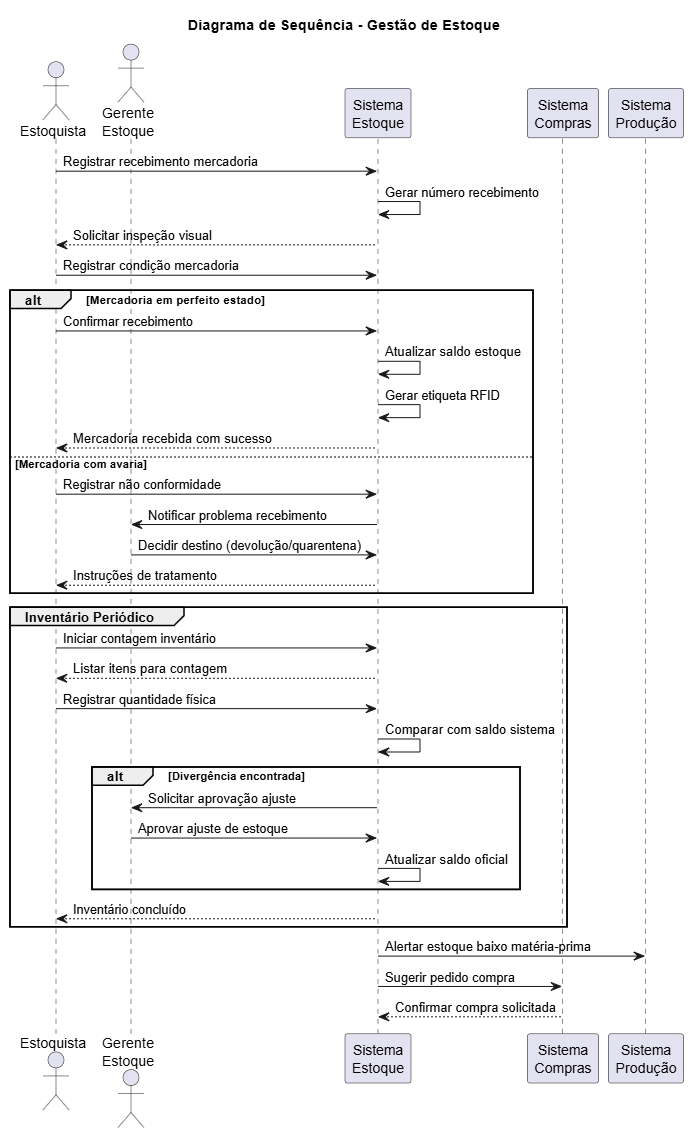 Diagrama de Sequência - Gestão de Estoque
Estoquista
Gerente
Estoque
Sistema
Estoque
Sistema
Compras
Sistema
Produção
Registrar recebimento mercadoria
Gerar número recebimento
Solicitar inspeção visual
Registrar condição mercadoria
alt [Mercadoria em perfeito estado]
Confirmar recebimento
Atualizar saldo estoque
Gerar etiqueta RFID
Mercadoria recebida com sucesso
[Mercadoria com avaria]
Registrar não conformidade
Notificar problema recebimento
Decidir destino (devolução/quarentena)
Instruções de tratamento
Inventário Periódico
Iniciar contagem inventário
Listar itens para contagem
Registrar quantidade física
Comparar com saldo sistema
alt [Divergência encontrada]
Solicitar aprovação ajuste
Aprovar ajuste de estoque
Atualizar saldo oficial
Inventário concluído
Alertar estoque baixo matéria-prima
Sugerir pedido compra
Confirmar compra solicitada
Estoquista
Gerente
Estoque
Sistema
Estoque
Sistema
Compras
Sistema
Produção